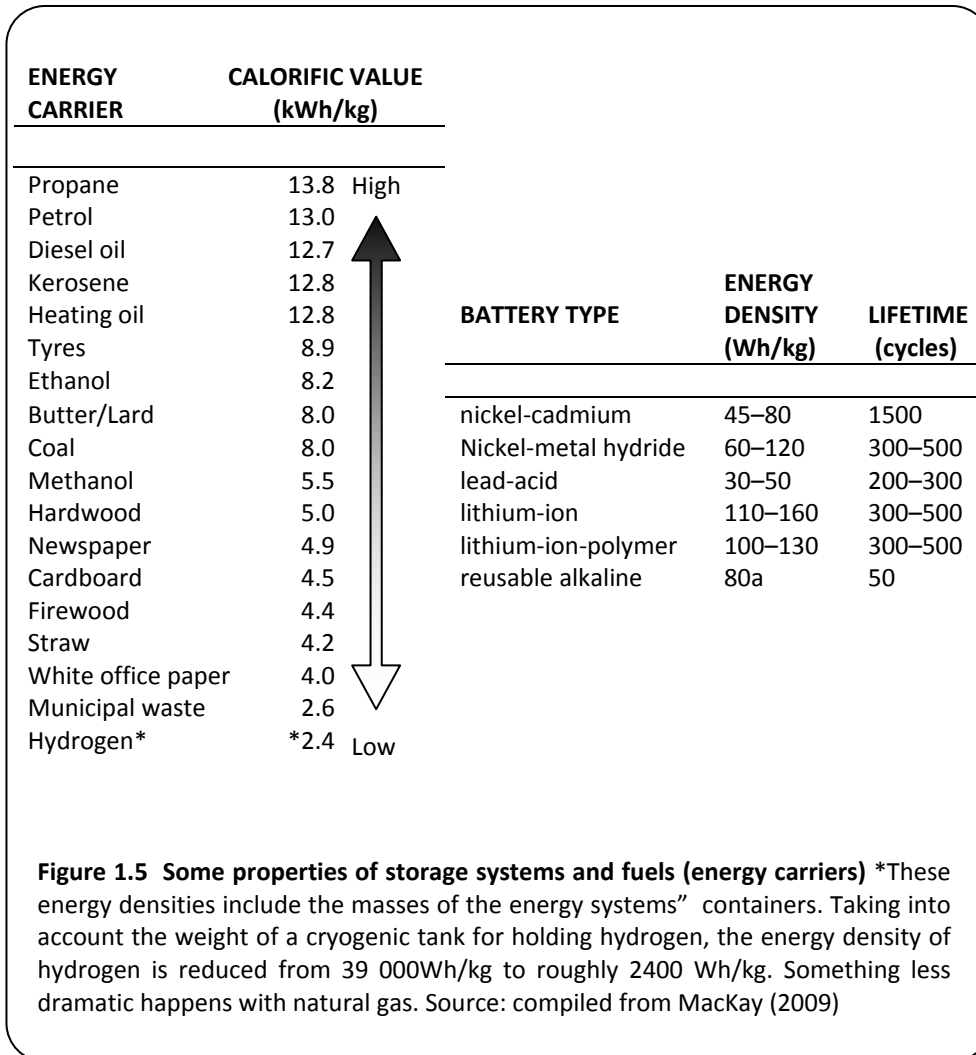 ENERGY CALORIFIC VALUE
CARRIER (kWh/kg)
Propane 13.8 High
Petrol 13.0
Diesel oil 12.7
Kerosene 12.8
Heating oil 12.8
Tyres 8.9
Ethanol 8.2
Butter/Lard 8.0
Coal 8.0
Methanol 5.5
Hardwood 5.0
Newspaper 4.9
Cardboard 4.5
Firewood 4.4
Straw 4.2
White office paper 4.0
Municipal waste 2.6
Hydrogen* *2.4 Low
ENERGY
BATTERY TYPE DENSITY LIFETIME
(Wh/kg) (cycles)
nickel-cadmium 45–80 1500
Nickel-metal hydride 60–120 300–500
lead-acid 30–50 200–300
lithium-ion 110–160 300–500
lithium-ion-polymer 100–130 300–500
reusable alkaline 80a 50
Figure 1.5 Some properties of storage systems and fuels (energy carriers) *These
energy densities include the masses of the energy systems” containers. Taking into
account the weight of a cryogenic tank for holding hydrogen, the energy density of
hydrogen is reduced from 39 000Wh/kg to roughly 2400 Wh/kg. Something less
dramatic happens with natural gas. Source: compiled from MacKay (2009)